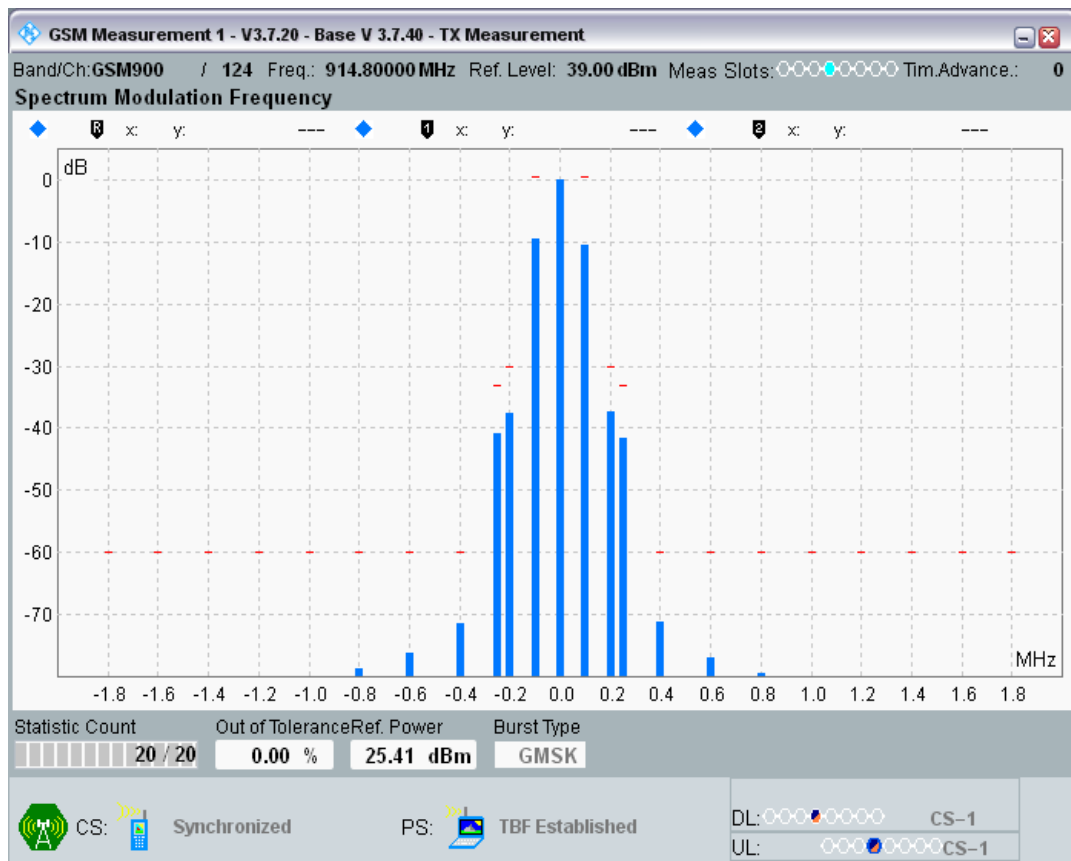 GSM Measurement 1 - V3.7.20 - Base V 3.7.40 - TX Measurement
Band/Ch:GSM900 / 124 Freq.: 914.80000 MHz Ref. Level: 39.00 dBm Meas Slots: Tim.Advance.: 0
Spectrum Modulation Frequency
R x: y: --- 1 x: y: --- 2 x: y: ---
dB
0
-10
-20
-30
-40
-50
-60
-70
MHz
-1.8 -1.6 -1.4 -1.2 -1.0 -0.8 -0.6 -0.4 -0.2 0.0 0.2 0.4 0.6 0.8 1.0 1.2 1.4 1.6 1.8
Statistic Count Out of Tolerance Ref. Power Burst Type
20 / 20 0.00 % 25.41 dBm GMSK
CS: Synchronized PS: TBF Established
DL: CS-1
UL: CS-1